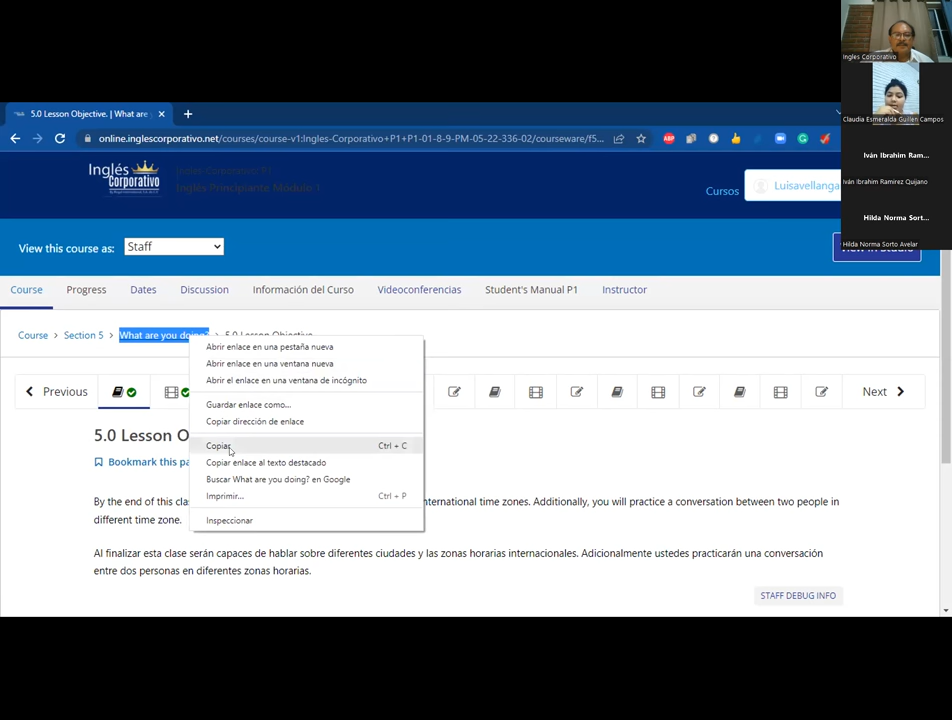 Ingles Corporativo
Claudia Esmeralda Guillen Campos
Iván Ibrahim Ram...
Iván Ibrahim Ramirez Quijano
Hilda Norma Sort...
Hilda Norma Sorto Avelar
5.0 Lesson Objective. | What are
online.inglescorporativo.net/courses/course-v1:Ingles-Corporativo+P1+P1-01-8-9-PM-05-22-336-02/courseware/f5...
ABP
Inglés
Corporativo
Ingles Corporativo P1
Inglés Principiante Módulo 1
Cursos
Luisavellanga
View this course as:
Staff
View in Studio
Course
Progress
Dates
Discussion
Información del Curso
Videoconferencias
Student's Manual P1
Instructor
Course > Section 5 > What are you doing? > 5.0 Lesson Objective
Abrir enlace en una pestaña nueva
Abrir enlace en una ventana nueva
Abrir el enlace en una ventana de incógnito
Guardar enlace como...
Copiar dirección de enlace
Copiar Ctrl + C
Copiar enlace al texto destacado
Buscar What are you doing? en Google
Imprimir... Ctrl + P
Inspeccionar
Previous
Next
5.0 Lesson O
Bookmark this pa
By the end of this clas
nternational time zones. Additionally, you will practice a conversation between two people in
different time zone.
Al finalizar esta clase serán capaces de hablar sobre diferentes ciudades y las zonas horarias internacionales. Adicionalmente ustedes practicarán una conversación
entre dos personas en diferentes zonas horarias.
STAFF DEBUG INFO